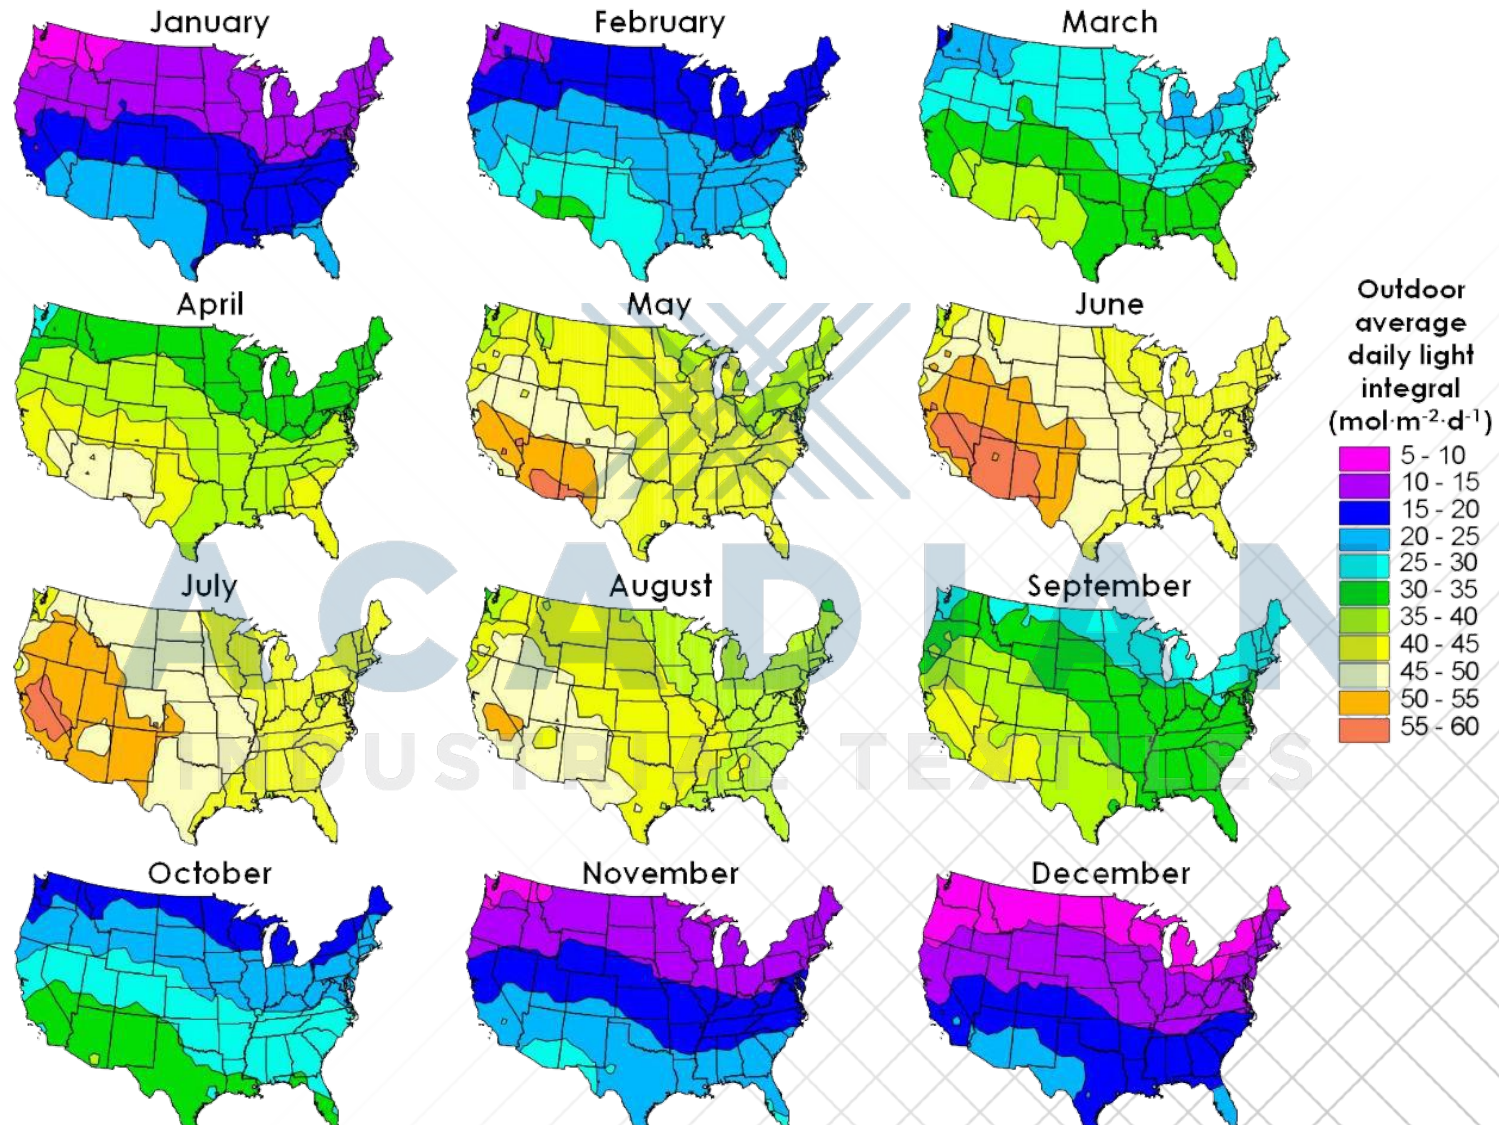 January
February
March
April
May
June
July
August
September
October
November
December
Outdoor
average
daily light
integral
(mol·m⁻²·d⁻¹)
5 - 10
10 - 15
15 - 20
20 - 25
25 - 30
30 - 35
35 - 40
40 - 45
45 - 50
50 - 55
55 - 60
ACADIAN
INDUSTRIAL TEXTILES